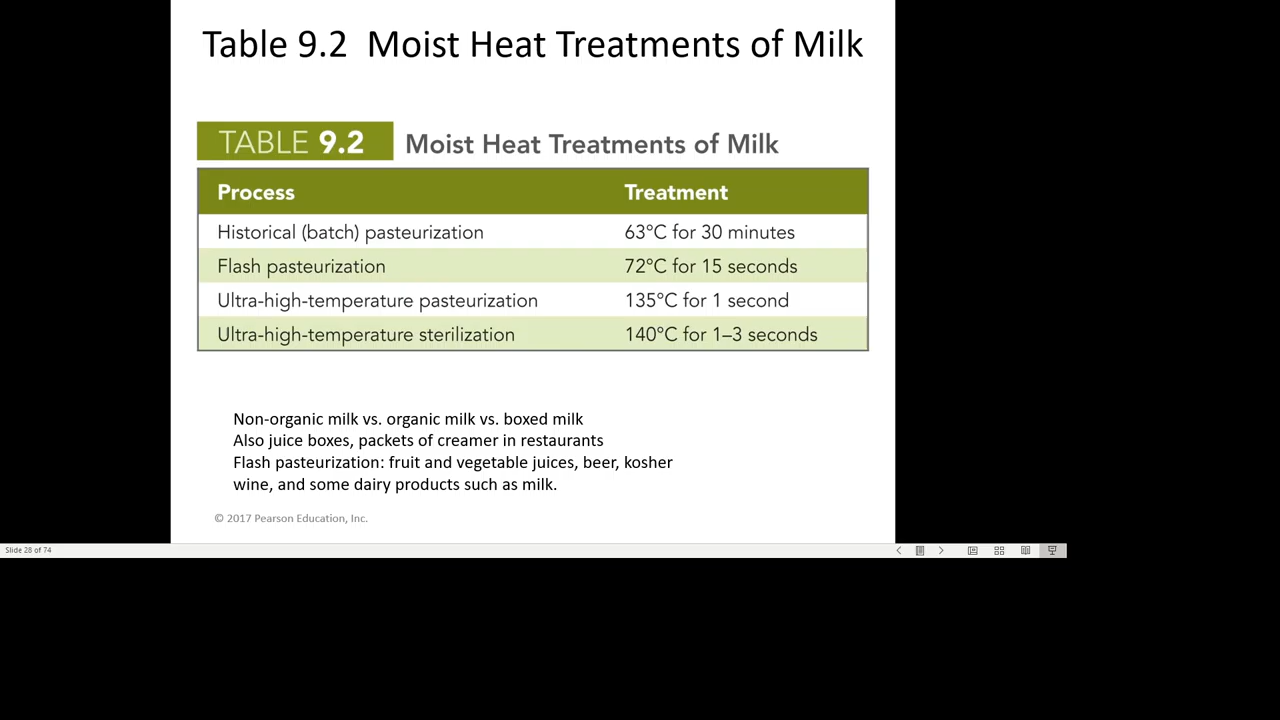 Table 9.2  Moist Heat Treatments of Milk
TABLE 9.2 Moist Heat Treatments of Milk
Process Treatment
Historical (batch) pasteurization 63°C for 30 minutes
Flash pasteurization 72°C for 15 seconds
Ultra-high-temperature pasteurization 135°C for 1 second
Ultra-high-temperature sterilization 140°C for 1–3 seconds
Non-organic milk vs. organic milk vs. boxed milk
Also juice boxes, packets of creamer in restaurants
Flash pasteurization: fruit and vegetable juices, beer, kosher
wine, and some dairy products such as milk.
© 2017 Pearson Education, Inc.
Slide 28 of 74